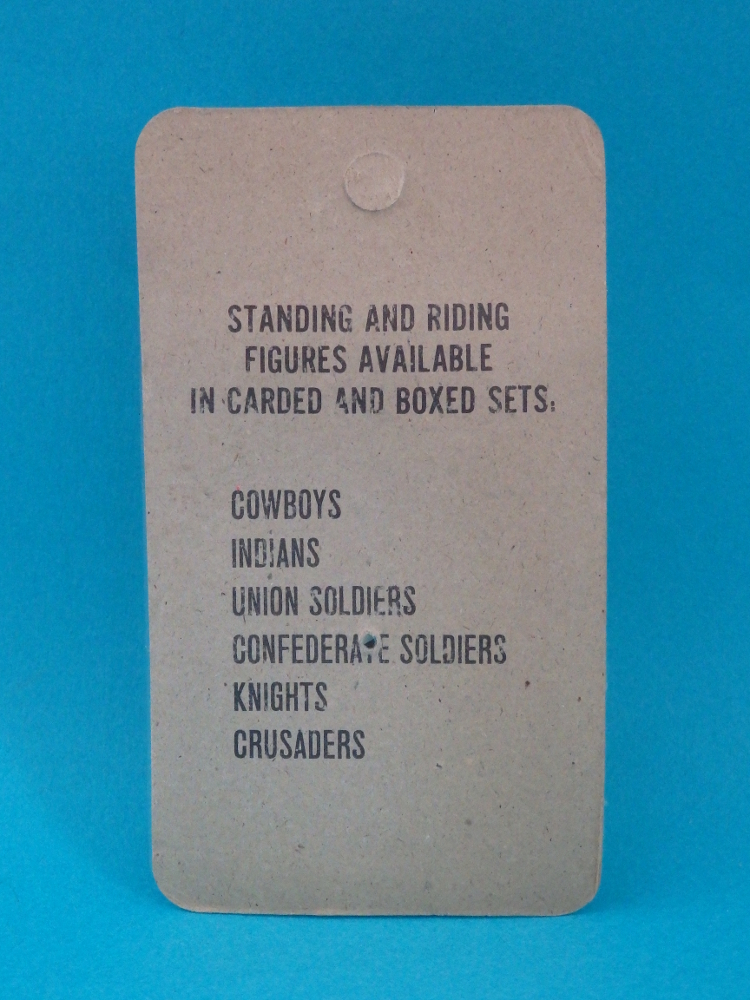 STANDING AND RIDING
FIGURES AVAILABLE
IN CARDED AND BOXED SETS:
COWBOYS
INDIANS
UNION SOLDIERS
CONFEDERATE SOLDIERS
KNIGHTS
CRUSADERS